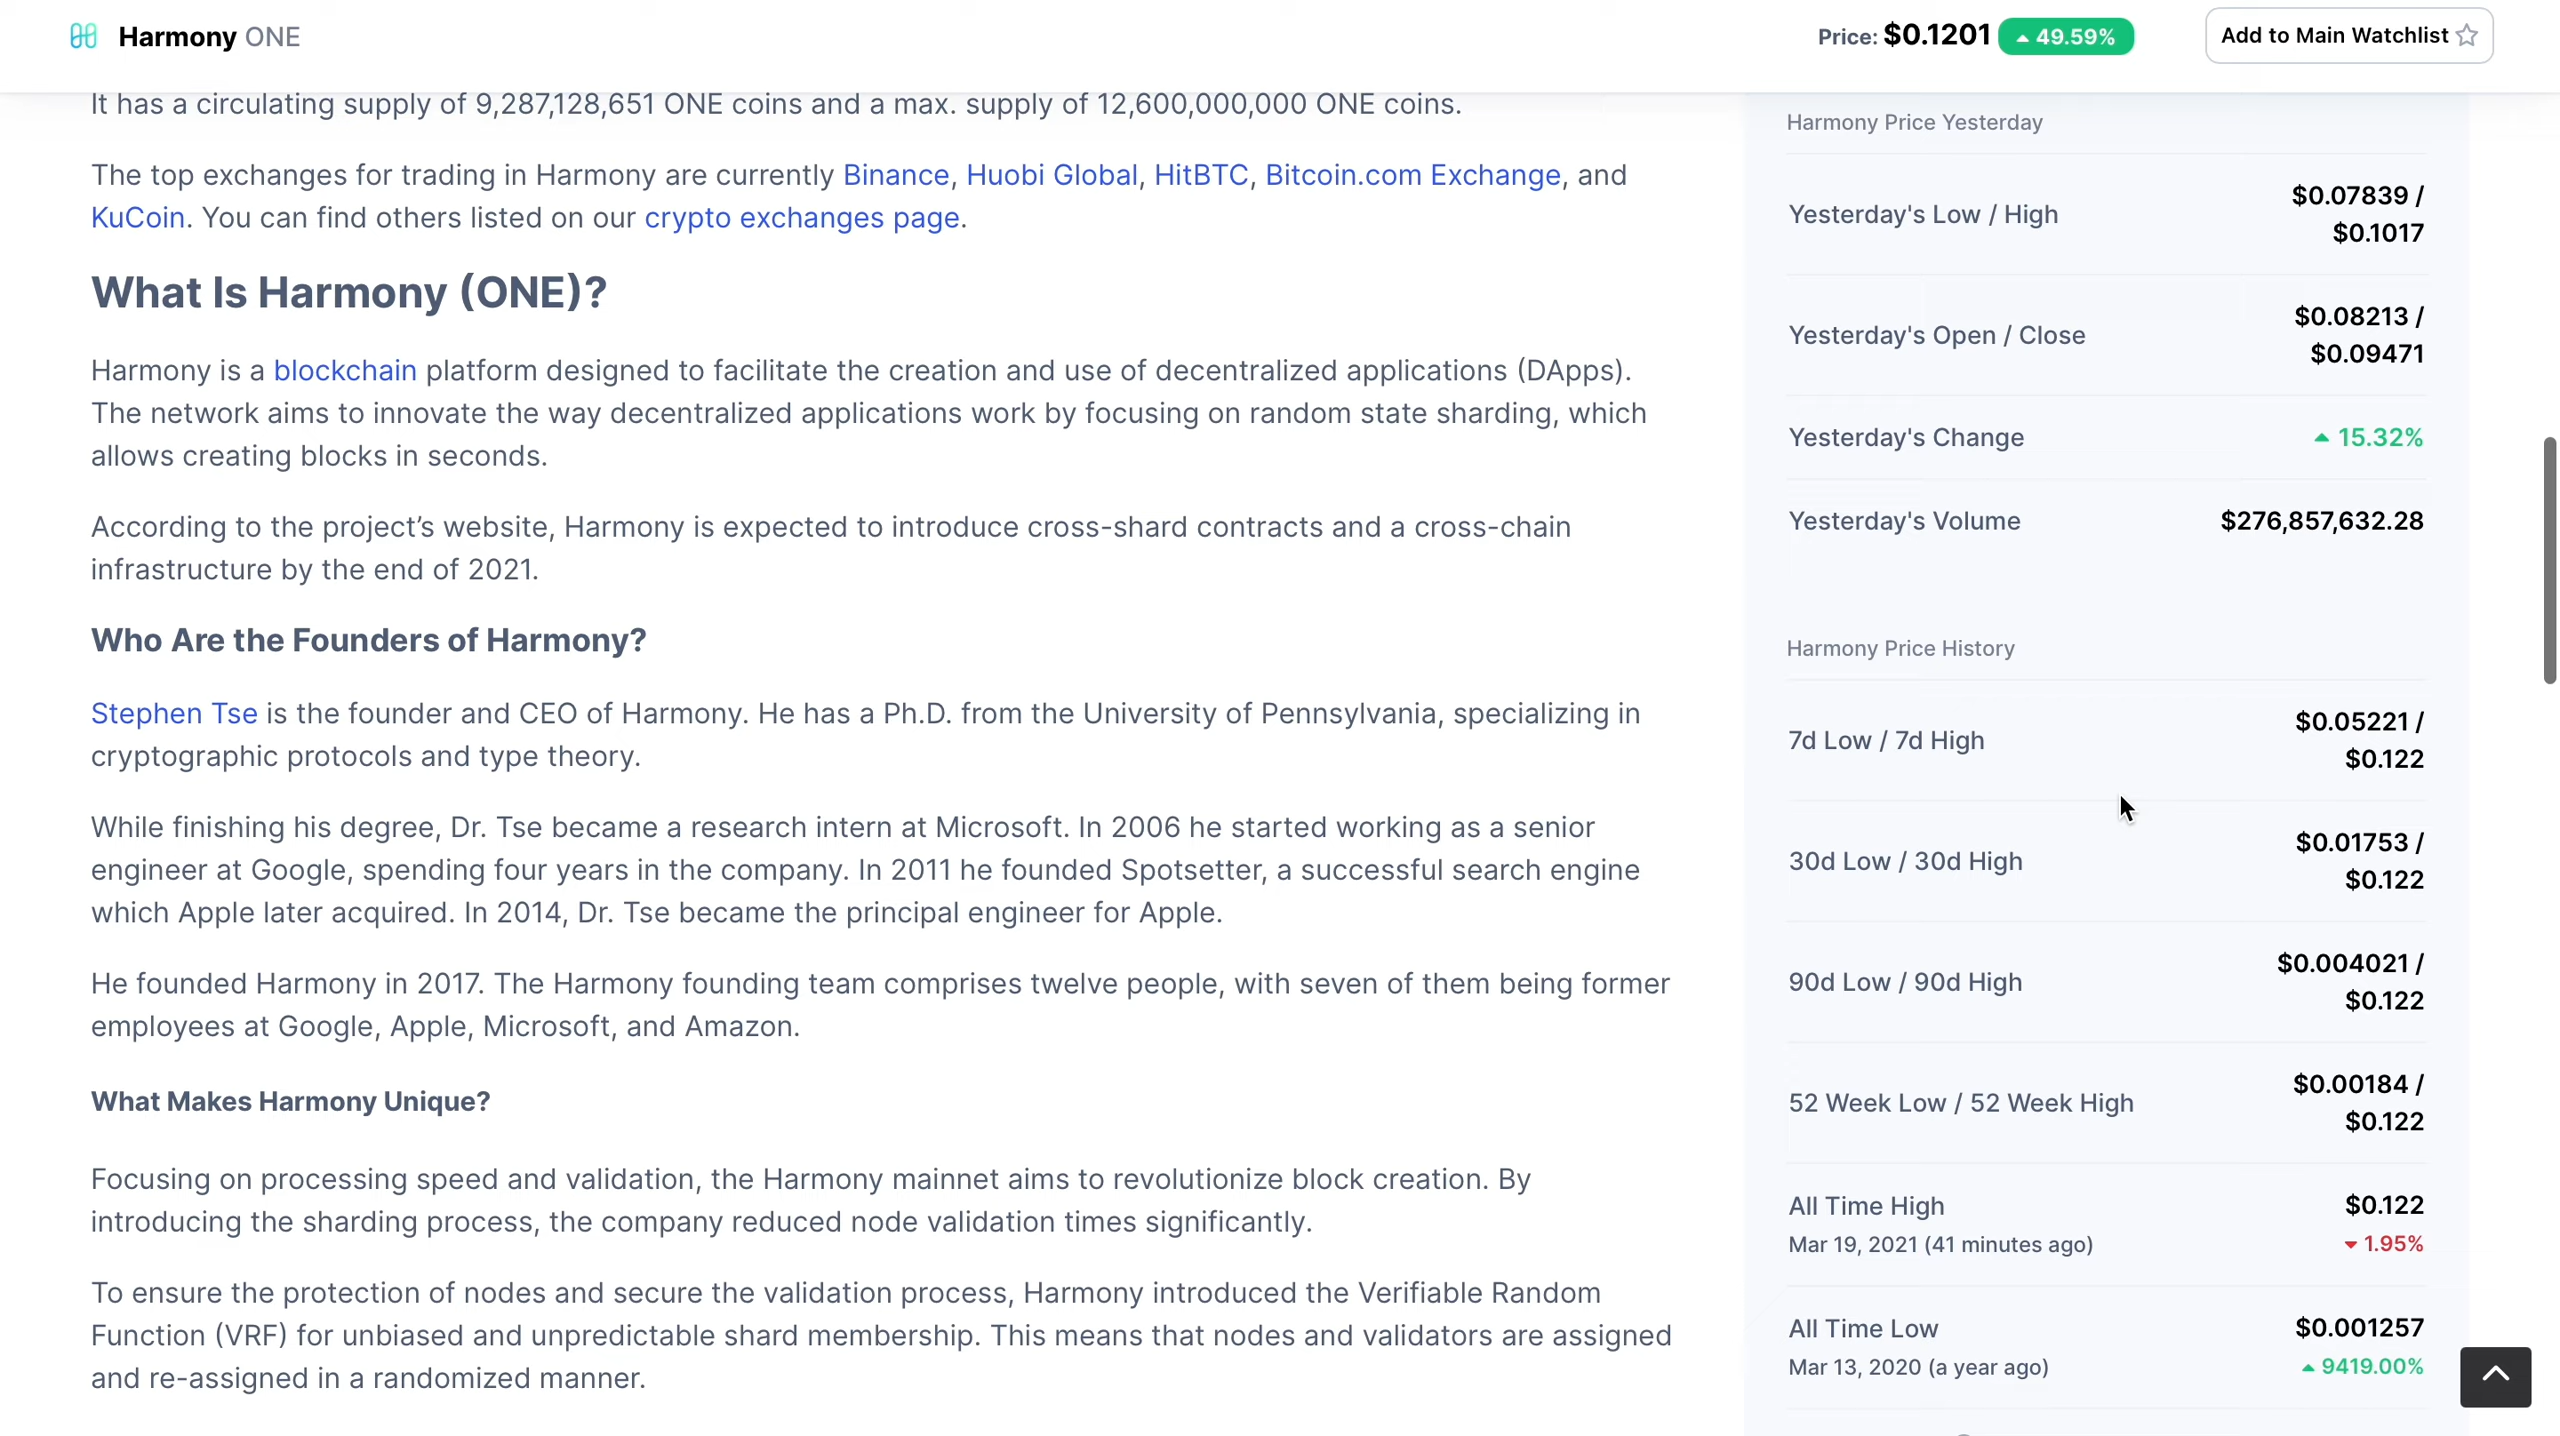 Harmony ONE
Price: $0.1201 49.59%
Add to Main Watchlist
It has a circulating supply of 9,287,128,651 ONE coins and a max. supply of 12,600,000,000 ONE coins.
The top exchanges for trading in Harmony are currently Binance, Huobi Global, HitBTC, Bitcoin.com Exchange, and
KuCoin. You can find others listed on our crypto exchanges page.
What Is Harmony (ONE)?
Harmony is a blockchain platform designed to facilitate the creation and use of decentralized applications (DApps).
The network aims to innovate the way decentralized applications work by focusing on random state sharding, which
allows creating blocks in seconds.
According to the project’s website, Harmony is expected to introduce cross-shard contracts and a cross-chain
infrastructure by the end of 2021.
Who Are the Founders of Harmony?
Stephen Tse is the founder and CEO of Harmony. He has a Ph.D. from the University of Pennsylvania, specializing in
cryptographic protocols and type theory.
While finishing his degree, Dr. Tse became a research intern at Microsoft. In 2006 he started working as a senior
engineer at Google, spending four years in the company. In 2011 he founded Spotsetter, a successful search engine
which Apple later acquired. In 2014, Dr. Tse became the principal engineer for Apple.
He founded Harmony in 2017. The Harmony founding team comprises twelve people, with seven of them being former
employees at Google, Apple, Microsoft, and Amazon.
What Makes Harmony Unique?
Focusing on processing speed and validation, the Harmony mainnet aims to revolutionize block creation. By
introducing the sharding process, the company reduced node validation times significantly.
To ensure the protection of nodes and secure the validation process, Harmony introduced the Verifiable Random
Function (VRF) for unbiased and unpredictable shard membership. This means that nodes and validators are assigned
and re-assigned in a randomized manner.
Harmony Price Yesterday
Yesterday's Low / High
$0.07839 /
$0.1017
Yesterday's Open / Close
$0.08213 /
$0.09471
Yesterday's Change
15.32%
Yesterday's Volume
$276,857,632.28
Harmony Price History
7d Low / 7d High
$0.05221 /
$0.122
30d Low / 30d High
$0.01753 /
$0.122
90d Low / 90d High
$0.004021 /
$0.122
52 Week Low / 52 Week High
$0.00184 /
$0.122
All Time High
$0.122
Mar 19, 2021 (41 minutes ago)
1.95%
All Time Low
$0.001257
Mar 13, 2020 (a year ago)
9419.00%